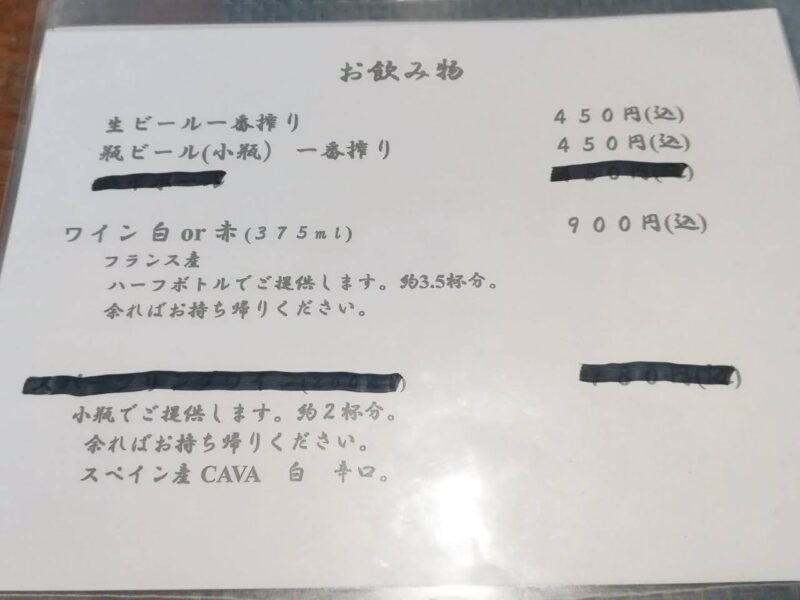 お飲み物
生ビール一番搾り ４５０円(込)
瓶ビール(小瓶） 一番搾り ４５０円(込)
ワイン 白 or 赤(３７５ml) ９００円(込)
フランス産
ハーフボトルでご提供します。約3.5杯分。
余ればお持ち帰りください。
小瓶でご提供します。約２杯分。
余ればお持ち帰りください。
スペイン産 CAVA 白 辛口。